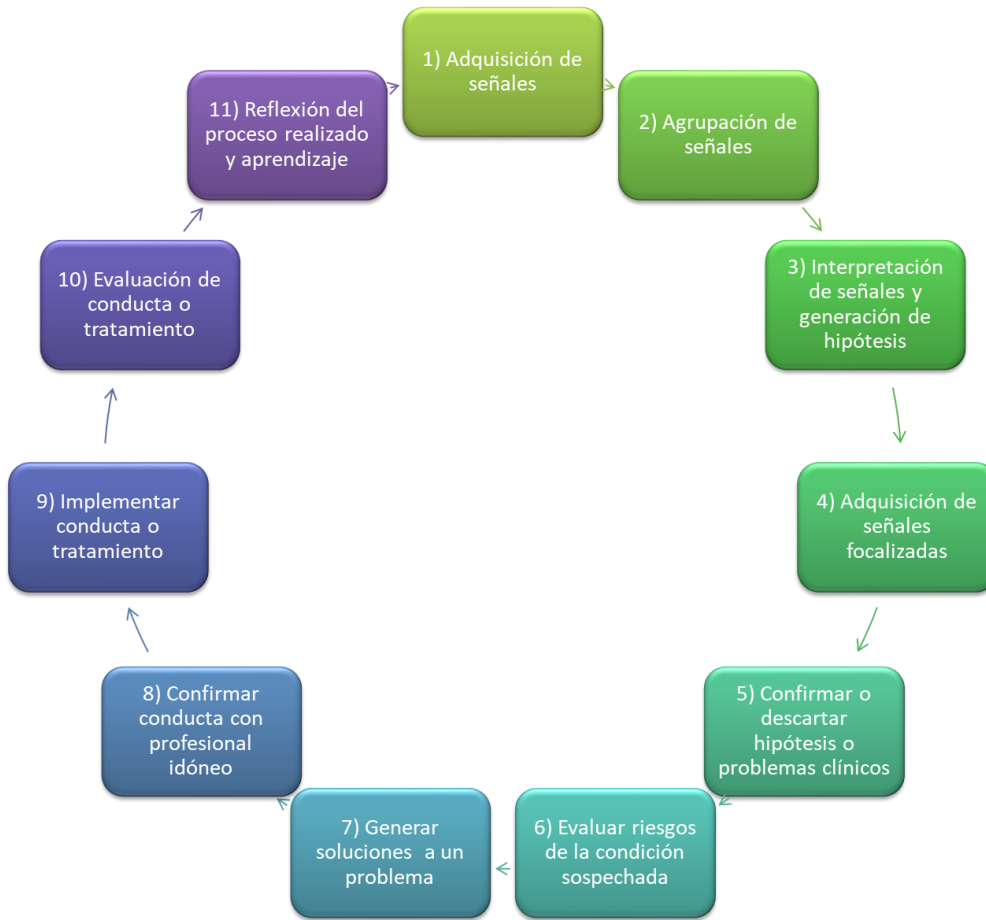 1) Adquisición de
señales
2) Agrupación de
señales
3) Interpretación
de señales y
generación de
hipótesis
4) Adquisición de
señales
focalizadas
5) Confirmar o
descartar
hipótesis o
problemas clínicos
6) Evaluar riesgos
de la condición
sospechada
7) Generar
soluciones a un
problema
8) Confirmar
conducta con
profesional
idóneo
9) Implementar
conducta o
tratamiento
10) Evaluación de
conducta o
tratamiento
11) Reflexión del
proceso realizado
y aprendizaje